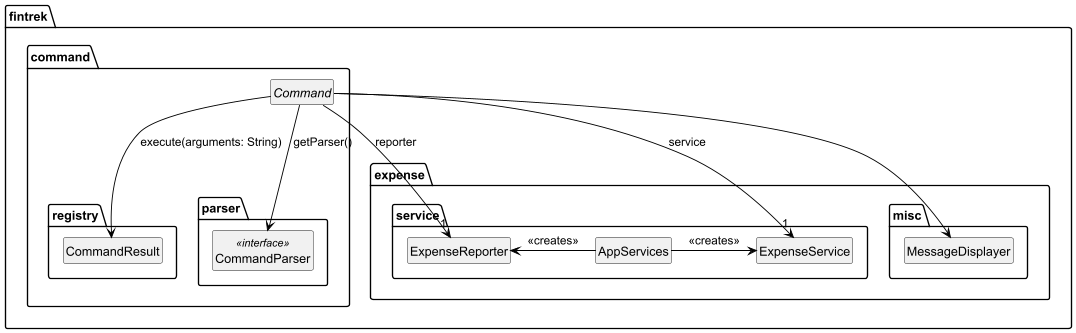 fintrek
command
Command
execute(arguments: String)
getParser()
reporter
service
expense
registry
parser
service
misc
1
1
CommandResult
«interface»
CommandParser
ExpenseReporter
«creates»
AppServices
«creates»
ExpenseService
MessageDisplayer